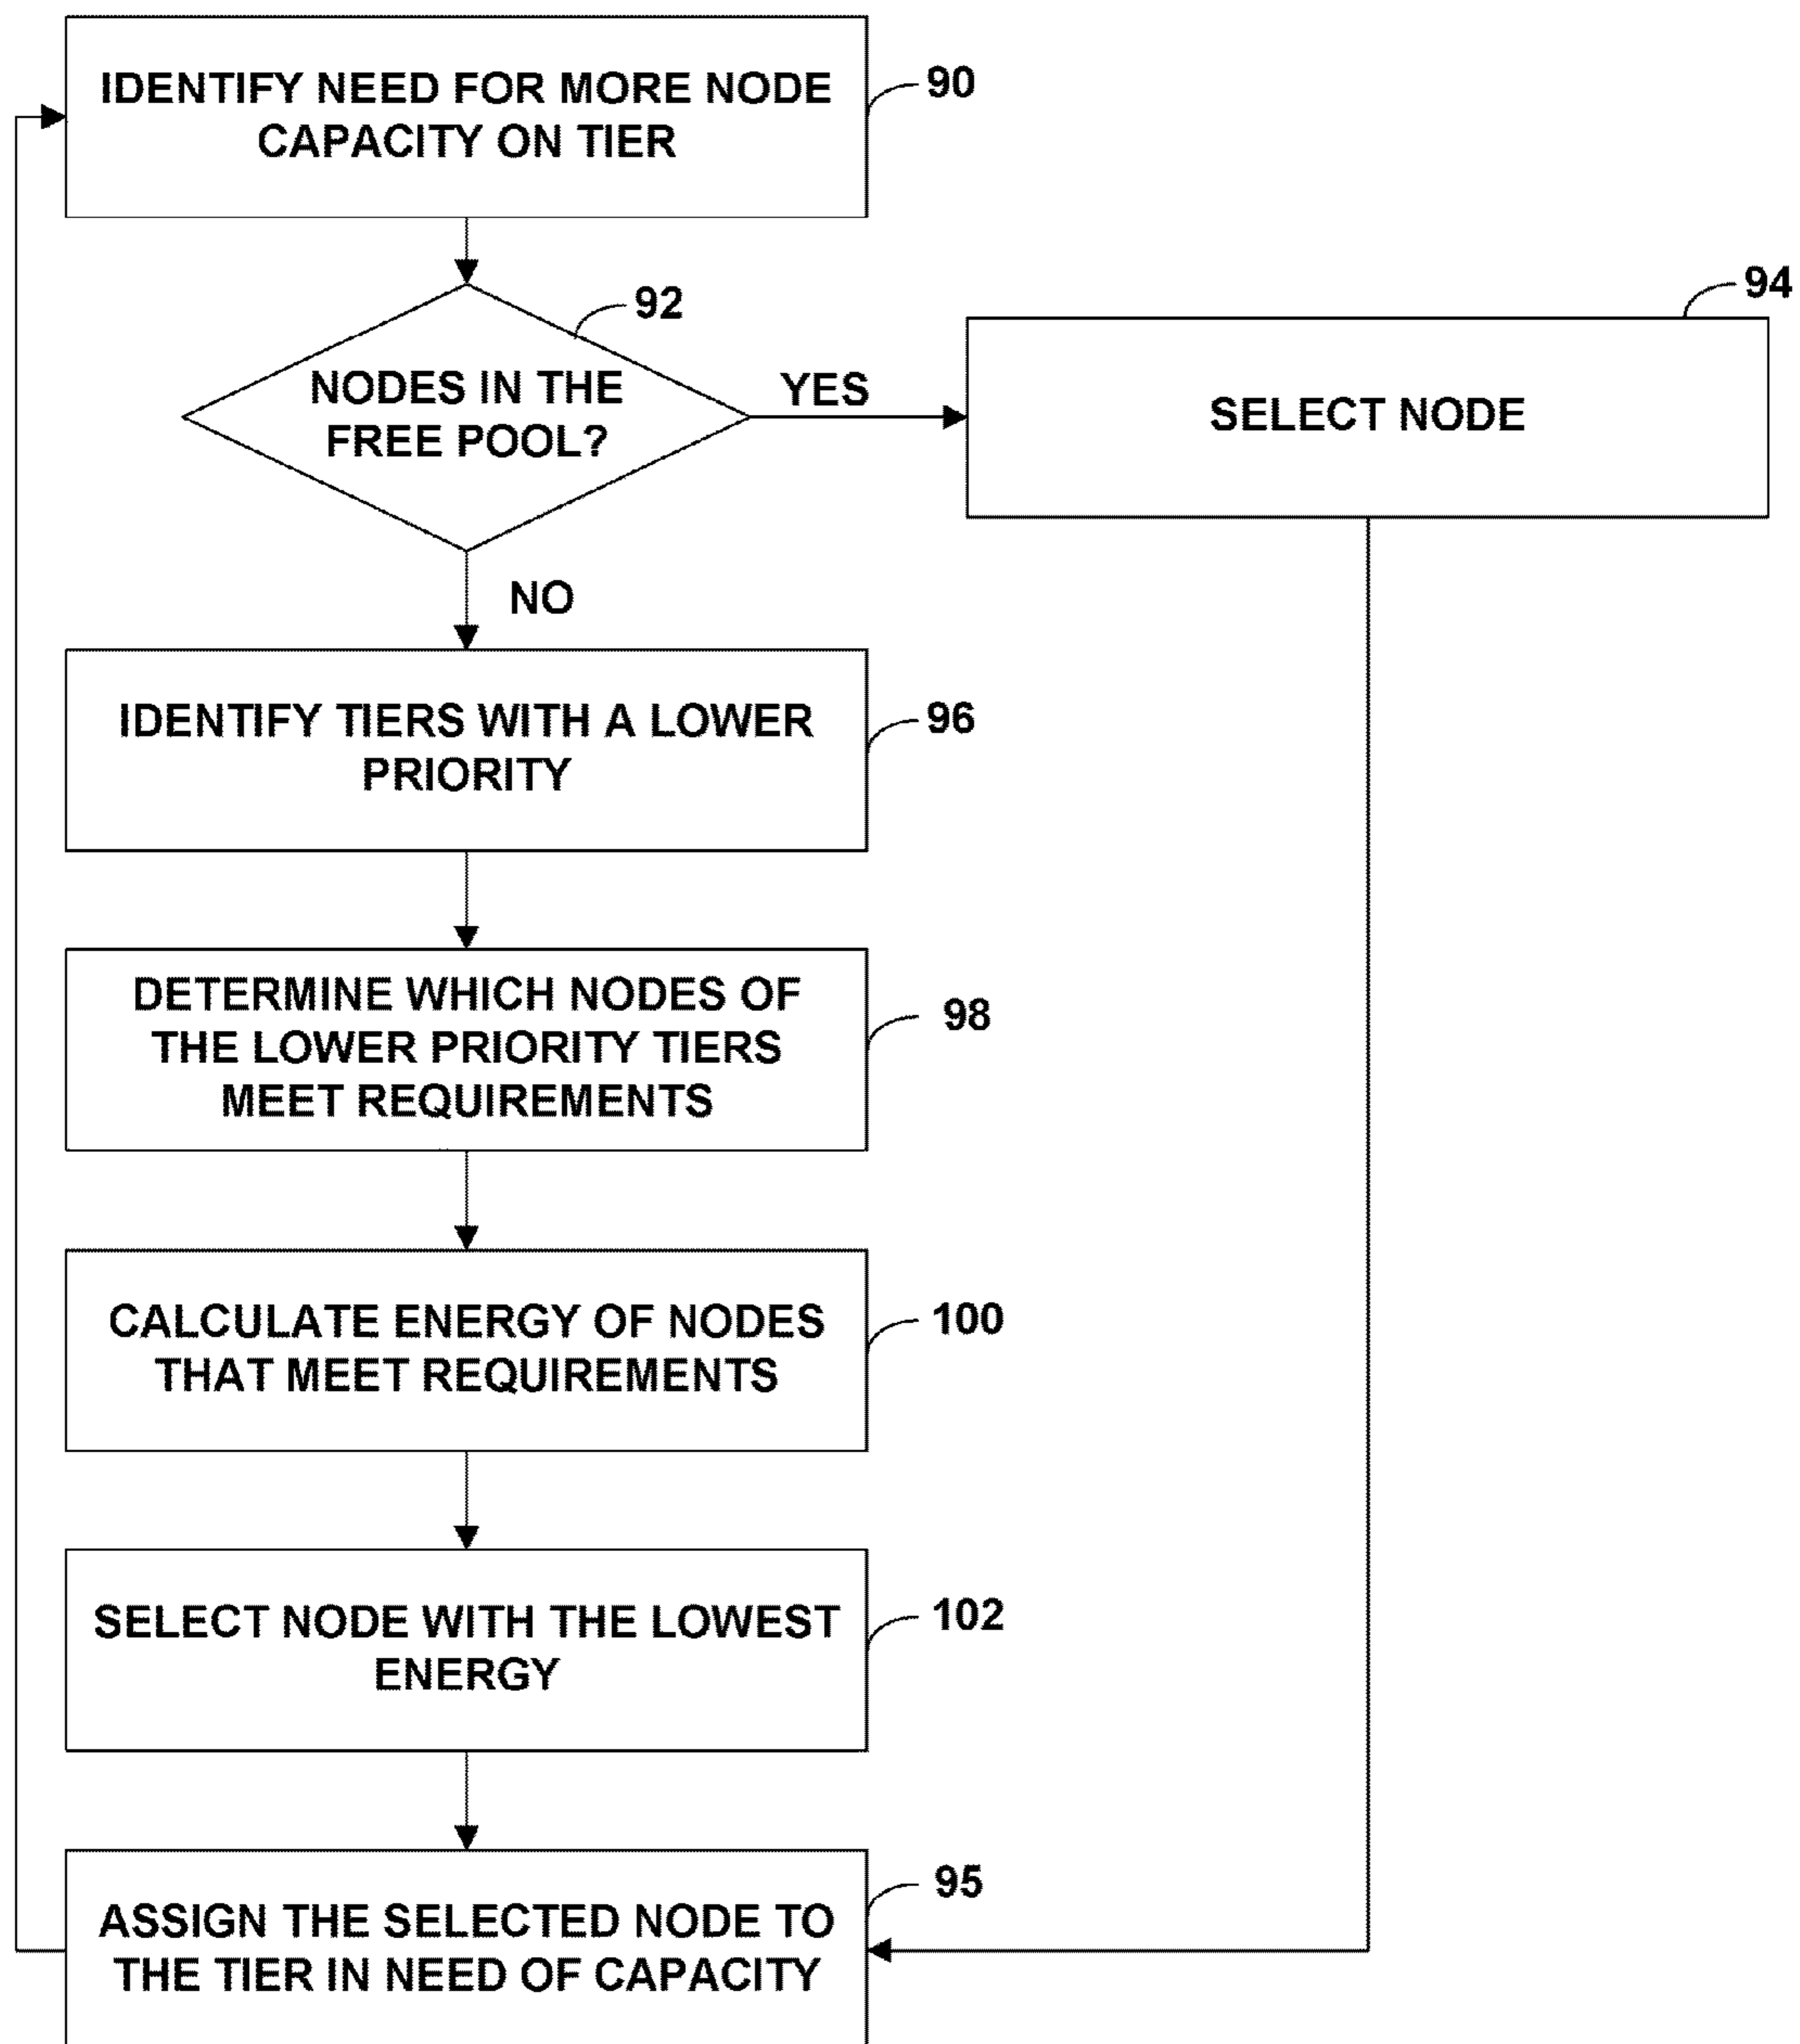 IDENTIFY NEED FOR MORE NODE
CAPACITY ON TIER
90
92
NODES IN THE
FREE POOL?
YES
94
SELECT NODE
NO
IDENTIFY TIERS WITH A LOWER
PRIORITY
96
DETERMINE WHICH NODES OF
THE LOWER PRIORITY TIERS
MEET REQUIREMENTS
98
CALCULATE ENERGY OF NODES
THAT MEET REQUIREMENTS
100
SELECT NODE WITH THE LOWEST
ENERGY
102
ASSIGN THE SELECTED NODE TO
THE TIER IN NEED OF CAPACITY
95